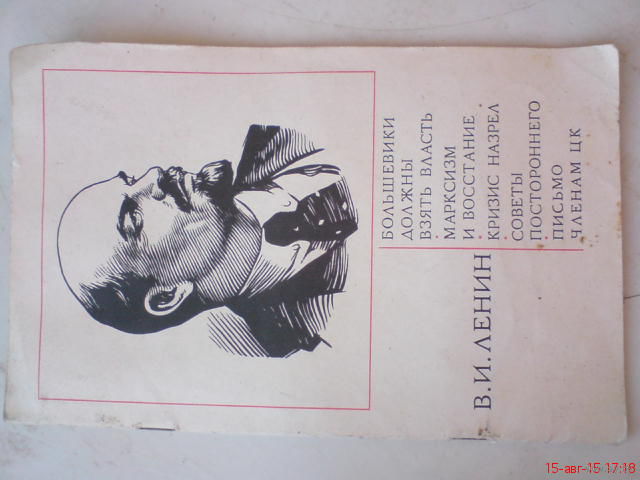 В.И. ЛЕНИН
БОЛЬШЕВИКИ
ДОЛЖНЫ
ВЗЯТЬ ВЛАСТЬ
МАРКСИЗМ
И ВОССТАНИЕ
КРИЗИС НАЗРЕЛ
СОВЕТЫ
ПОСТОРОННЕГО
ПИСЬМО
ЧЛЕНАМ ЦК
15-авг-15 17:18